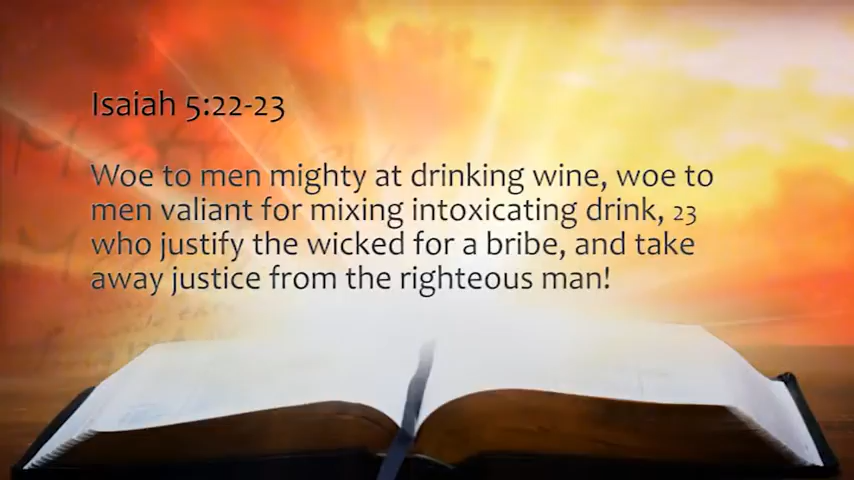 Isaiah 5:22-23
Woe to men mighty at drinking wine, woe to
men valiant for mixing intoxicating drink, 23
who justify the wicked for a bribe, and take
away justice from the righteous man!